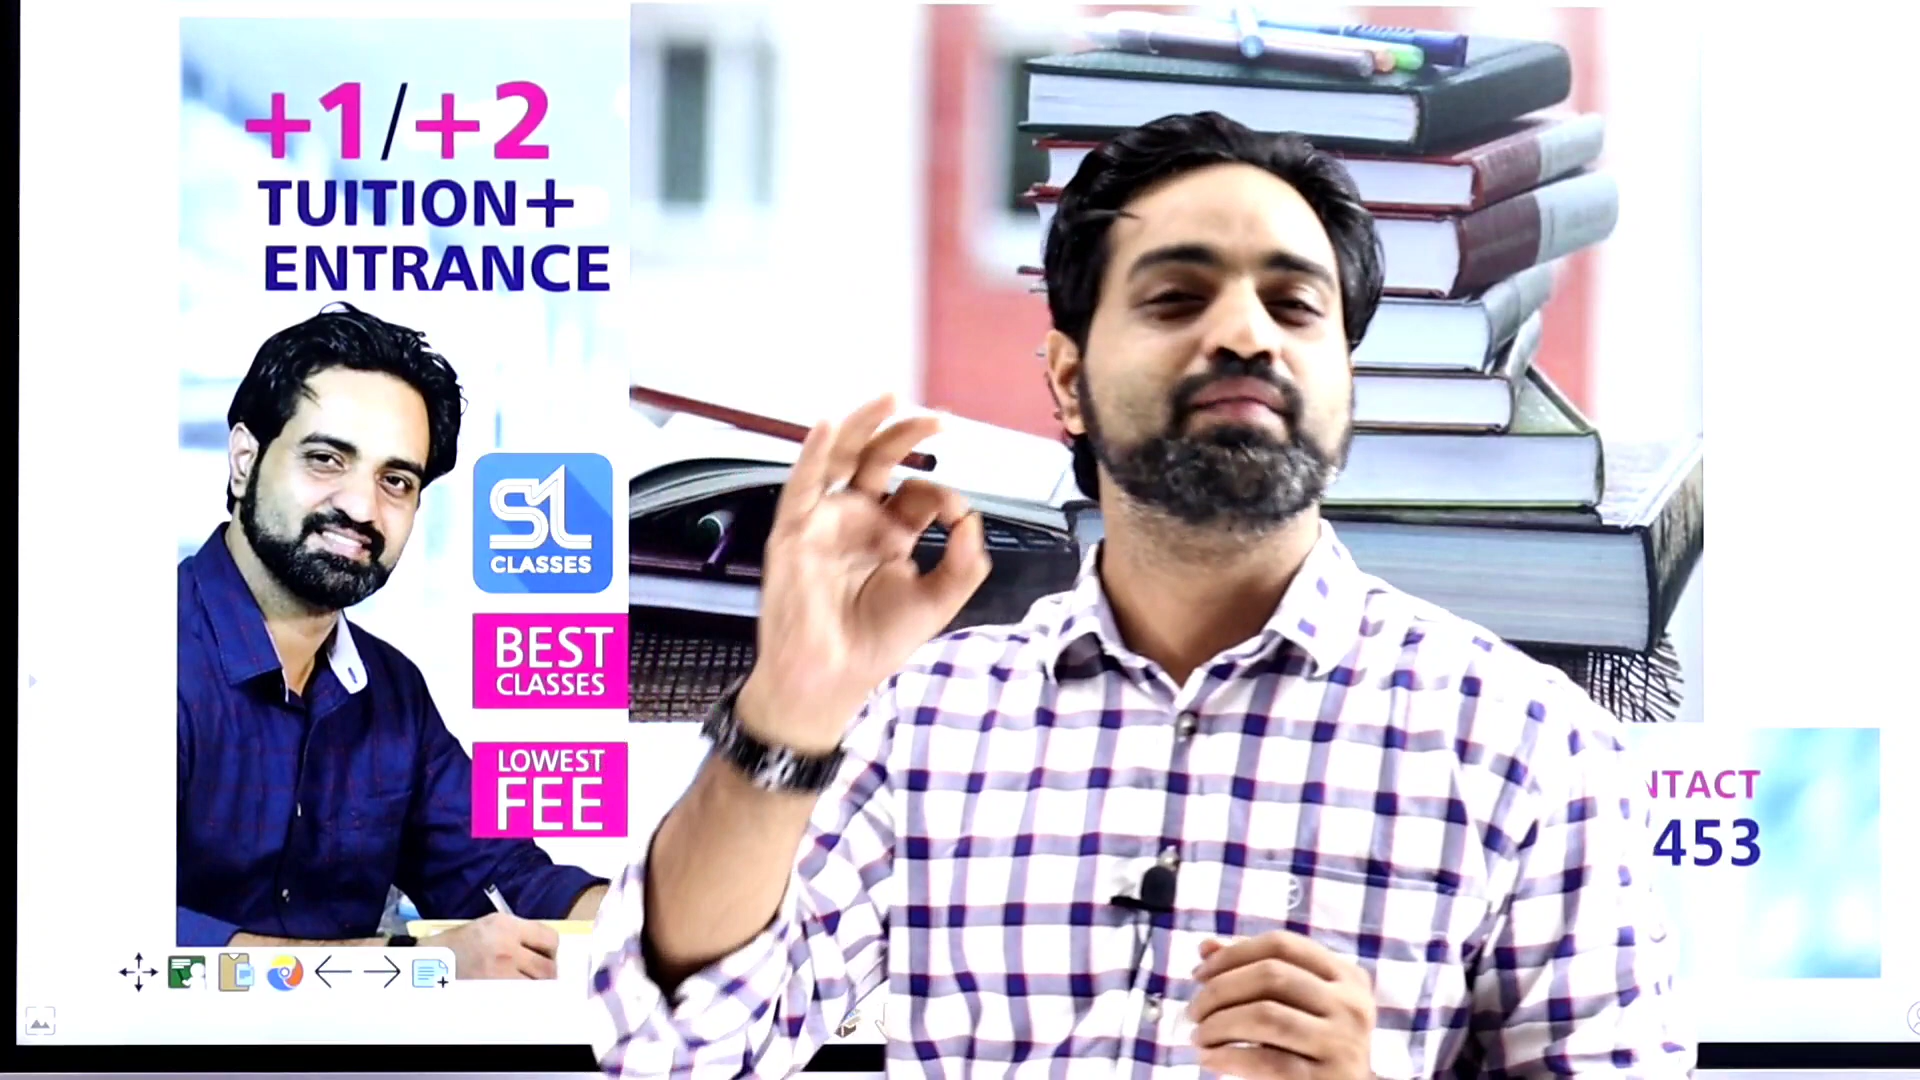 +1/+2
TUITION+
ENTRANCE
SL
CLASSES
BEST
CLASSES
LOWEST
FEE
NTACT
453